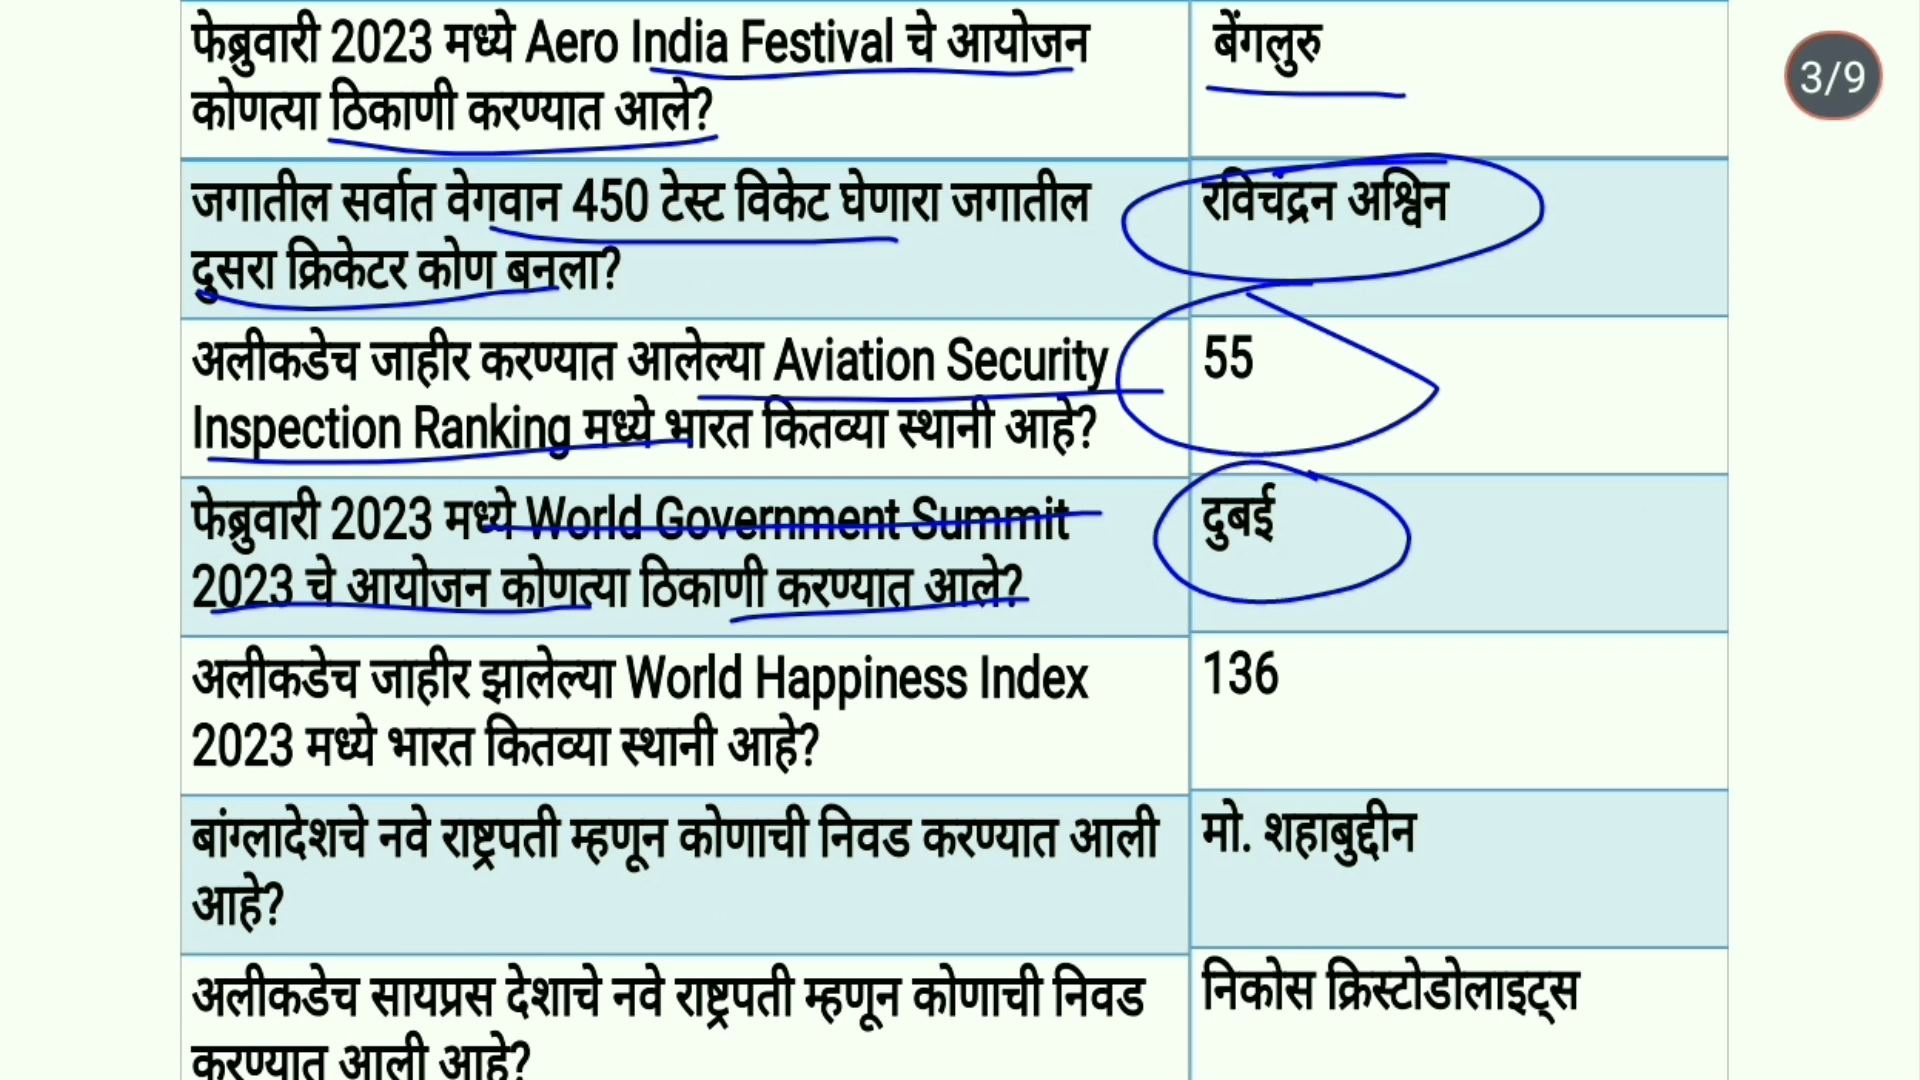 फेब्रुवारी 2023 मध्ये Aero India Festival चे आयोजन
कोणत्या ठिकाणी करण्यात आले?
बेंगलुरु
3/9
जगातील सर्वात वेगवान 450 टेस्ट विकेट घेणारा जगातील
दुसरा क्रिकेटर कोण बनला?
रविचद्रन अश्विन
अलीकडेच जाहीर करण्यात आलेल्या Aviation Security
Inspection Ranking मध्ये भारत कितव्या स्थानी आहे?
55
फेब्रुवारी 2023 मध्ये World Government Summit
2023 चे आयोजन कोणत्या ठिकाणी करण्यात आले?
दुबई
अलीकडेच जाहीर झालेल्या World Happiness Index
2023 मध्ये भारत कितव्या स्थानी आहे?
136
बांग्लादेशचे नवे राष्ट्रपती म्हणून कोणाची निवड करण्यात आली
आहे?
मो. शहाबुद्दीन
अलीकडेच सायप्रस देशाचे नवे राष्ट्रपती म्हणून कोणाची निवड
करण्यात आली आहे?
निकोस क्रिस्टोडोलाइट्स